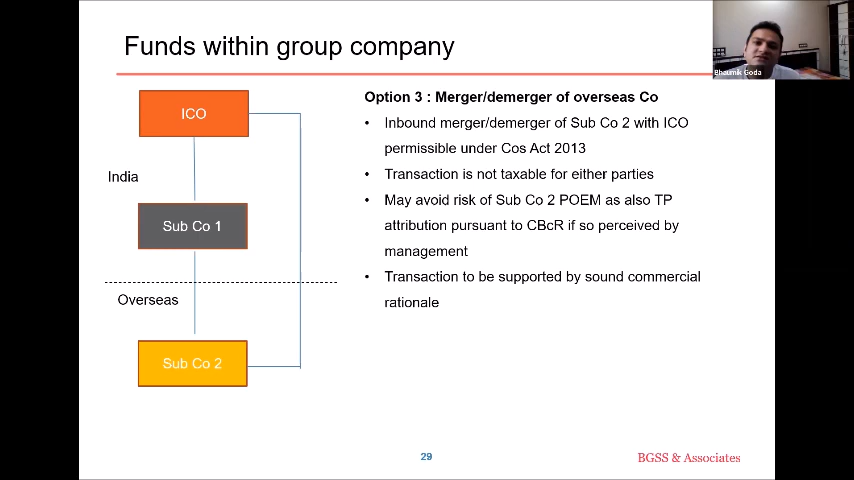 Funds within group company
Bhaumik Goda
ICO
India
Sub Co 1
Overseas
Sub Co 2
Option 3 : Merger/demerger of overseas Co
• Inbound merger/demerger of Sub Co 2 with ICO
permissible under Cos Act 2013
• Transaction is not taxable for either parties
• May avoid risk of Sub Co 2 POEM as also TP
attribution pursuant to CBcR if so perceived by
management
• Transaction to be supported by sound commercial
rationale
29
BGSS & Associates